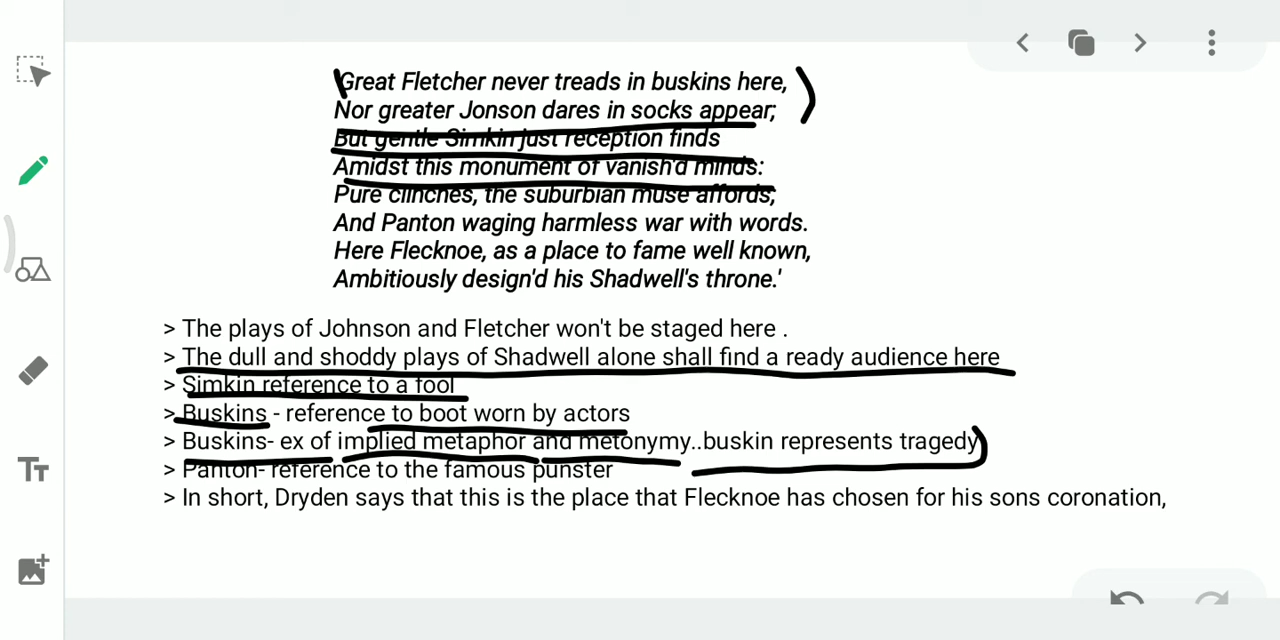 Great Fletcher never treads in buskins here,
Nor greater Jonson dares in socks appear;
But gentle Simkin just reception finds
Amidst this monument of vanish'd minds:
Pure clinches, the suburbian muse affords;
And Panton waging harmless war with words.
Here Flecknoe, as a place to fame well known,
Ambitiously design'd his Shadwell's throne.'
> The plays of Johnson and Fletcher won't be staged here .
> The dull and shoddy plays of Shadwell alone shall find a ready audience here
> Simkin reference to a fool
> Buskins - reference to boot worn by actors
> Buskins- ex of implied metaphor and metonymy..buskin represents tragedy
> Panton- reference to the famous punster
> In short, Dryden says that this is the place that Flecknoe has chosen for his sons coronation,
Tт